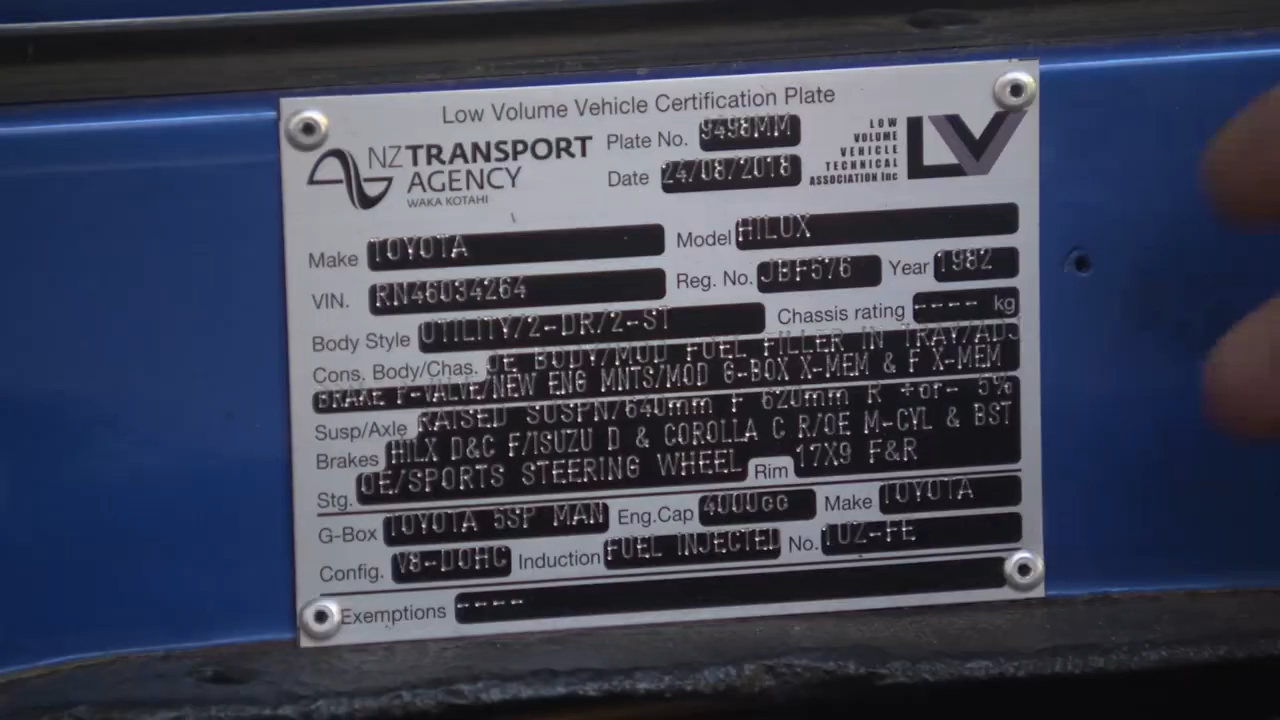 Low Volume Vehicle Certification Plate
NZTRANSPORT AGENCY
WAKA KOTAHI
Plate No. 9498MM
Date 24/08/2018
LOW
VOLUME
VEHICLE
TECHNICAL
ASSOCIATION Inc
LV
Make TOYOTA Model HILUX
VIN. RN46034264 Reg. No. JBF576 Year 1982
Body Style UTILITY/2-DR/2-ST Chassis rating ---- kg
Cons. Body/Chas. OE BODY/MOD FUEL FILLER IN TRAY/ADJ
BRAKE P-VALVE/NEW ENG MNTS/MOD G-BOX X-MEM & F X-MEM
Susp/Axle RAISED SUSPN/640mm F 620mm R +or- 5%
Brakes HILX D&C F/ISUZU D & COROLLA C R/OE M-CYL & BST
Stg. OE/SPORTS STEERING WHEEL Rim 17X9 F&R
G-Box TOYOTA 5SP MAN Eng.Cap 4000cc Make TOYOTA
Config. V8-DOHC Induction FUEL INJECTED No. 1UZ-FE
Exemptions ----